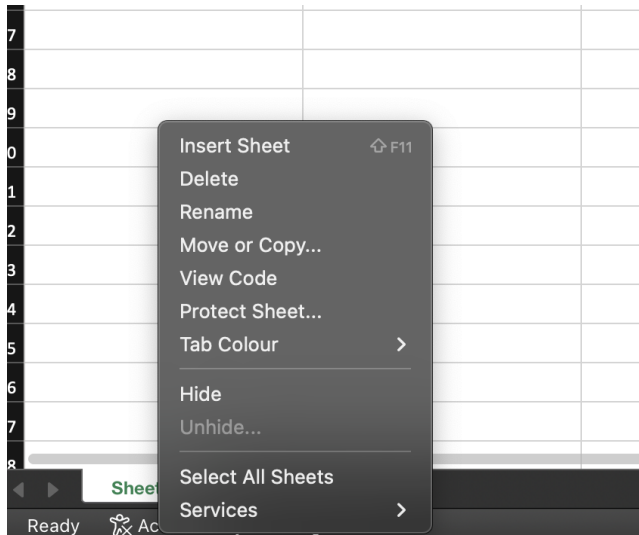 7
8
9
0
1
2
3
4
5
6
7
8
Insert Sheet ⇧ F11
Delete
Rename
Move or Copy...
View Code
Protect Sheet...
Tab Colour
Hide
Unhide...
Select All Sheets
Services
Sheet
Ready